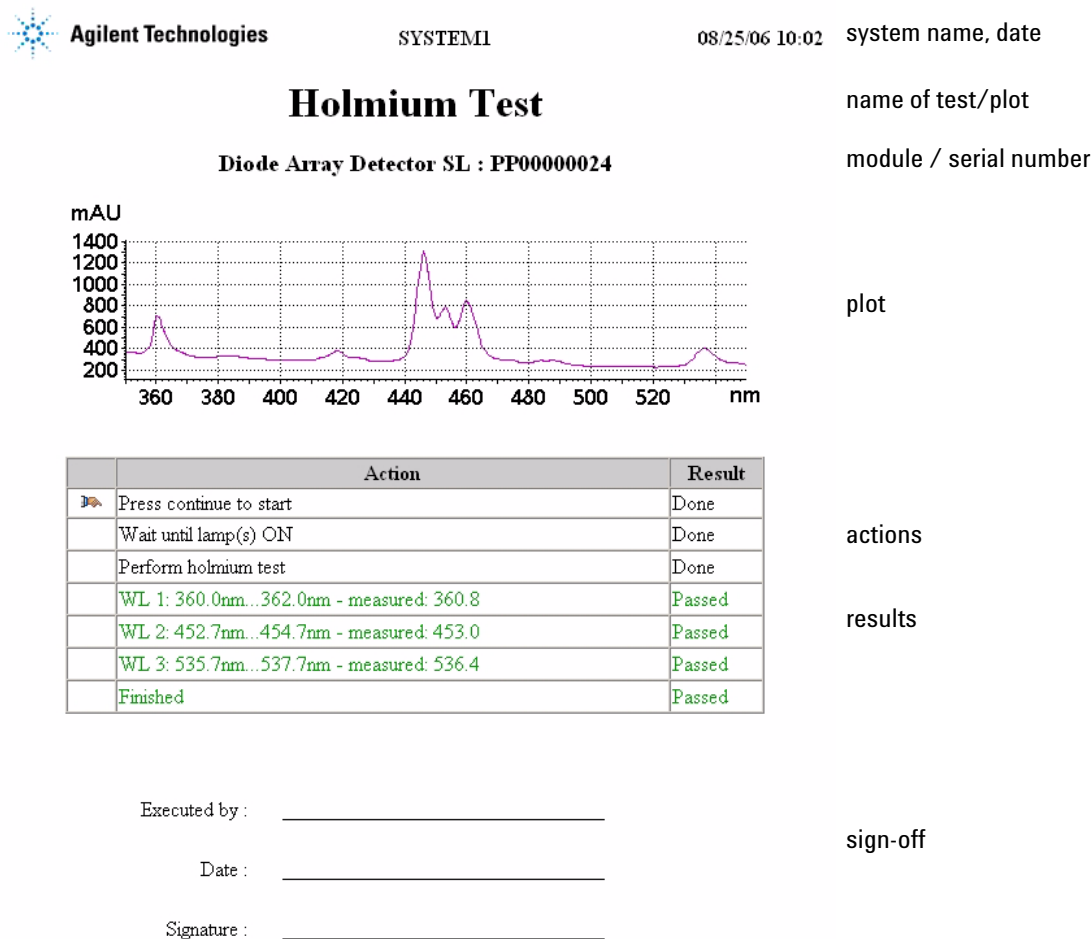 Agilent Technologies SYSTEM1 08/25/06 10:02 system name, date
Holmium Test name of test/plot
Diode Array Detector SL : PP00000024 module / serial number
mAU
1400
1200
1000
800
600
400
200
plot
360 380 400 420 440 460 480 500 520 nm
Action Result
Press continue to start Done
Wait until lamp(s) ON Done actions
Perform holmium test Done
WL 1: 360.0nm...362.0nm - measured: 360.8 Passed
results
WL 2: 452.7nm...454.7nm - measured: 453.0 Passed
WL 3: 535.7nm...537.7nm - measured: 536.4 Passed
Finished Passed
Executed by :
sign-off
Date :
Signature :